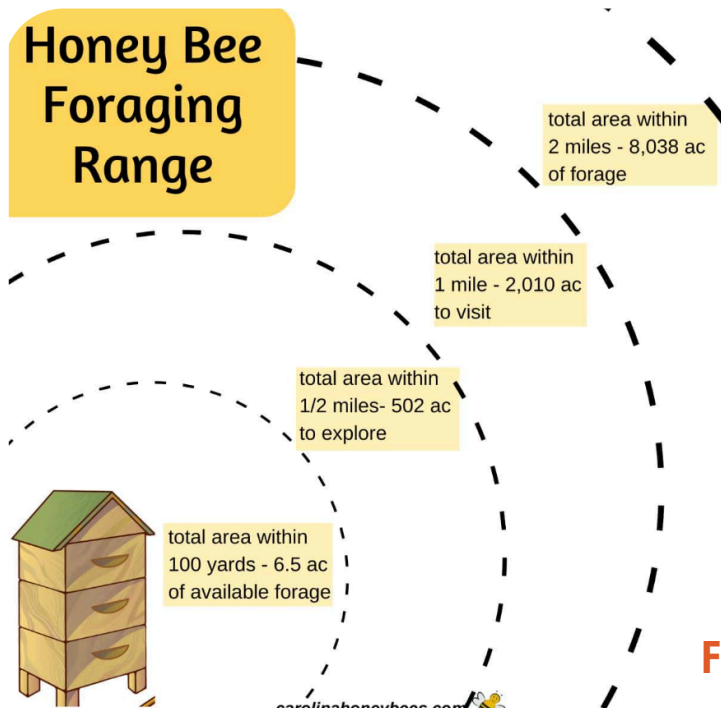 Honey Bee
Foraging
Range
total area within
2 miles - 8,038 ac
of forage
total area within
1 mile - 2,010 ac
to visit
total area within
1/2 miles- 502 ac
to explore
total area within
100 yards - 6.5 ac
of available forage
F
carolinahoneybees.com